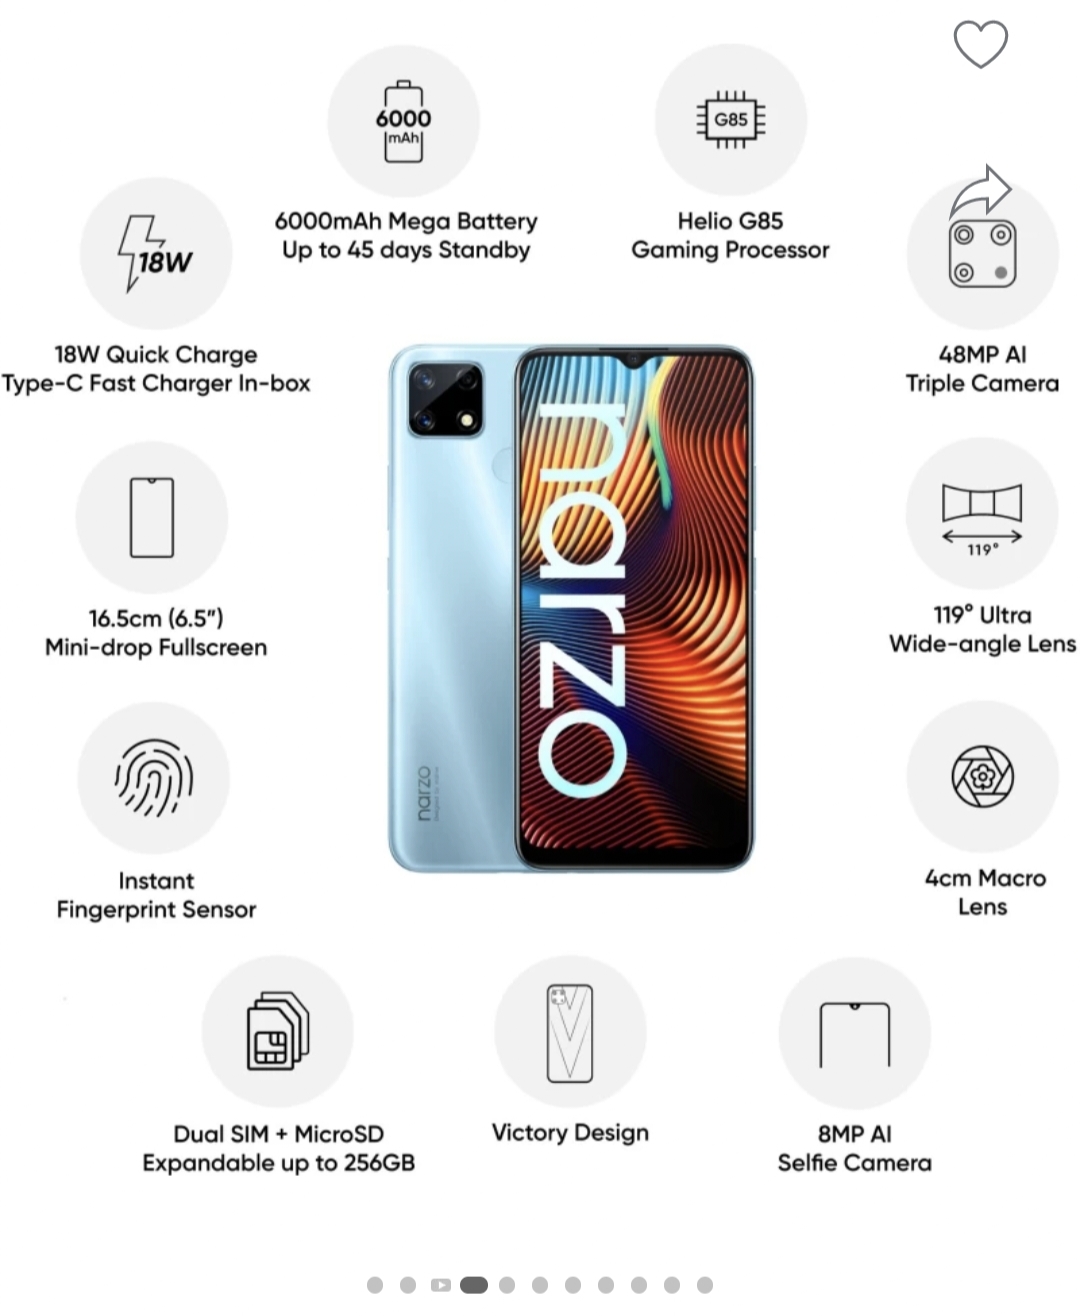 6000
mAh
6000mAh Mega Battery
Up to 45 days Standby
G85
Helio G85
Gaming Processor
18W
18W Quick Charge
Type-C Fast Charger In-box
48MP AI
Triple Camera
narzo
narzo
16.5cm (6.5")
Mini-drop Fullscreen
119°
119° Ultra
Wide-angle Lens
Instant
Fingerprint Sensor
4cm Macro
Lens
Dual SIM + MicroSD
Expandable up to 256GB
Victory Design
8MP AI
Selfie Camera